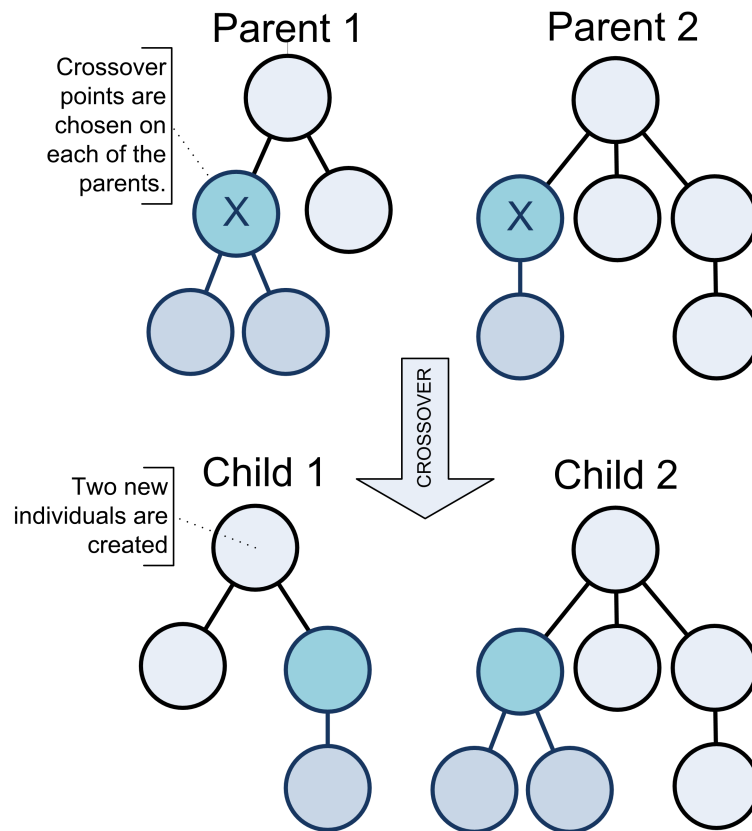 Parent 1
Parent 2
Crossover
points are
chosen on
each of the
parents.
X
X
CROSSOVER
Child 1
Child 2
Two new
individuals are
created